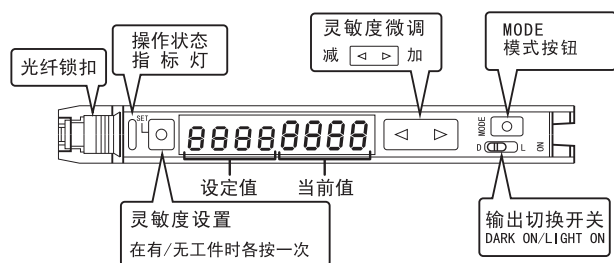 光纤锁扣
操作状态
指 标 灯
灵敏度微调
减 ◁ ▷ 加
MODE
模式按钮
SET
8888 8888
◁ ▷
MODE
D L
ON
设定值
当前值
灵敏度设置
在有/无工件时各按一次
输出切换开关
DARK ON/LIGHT ON